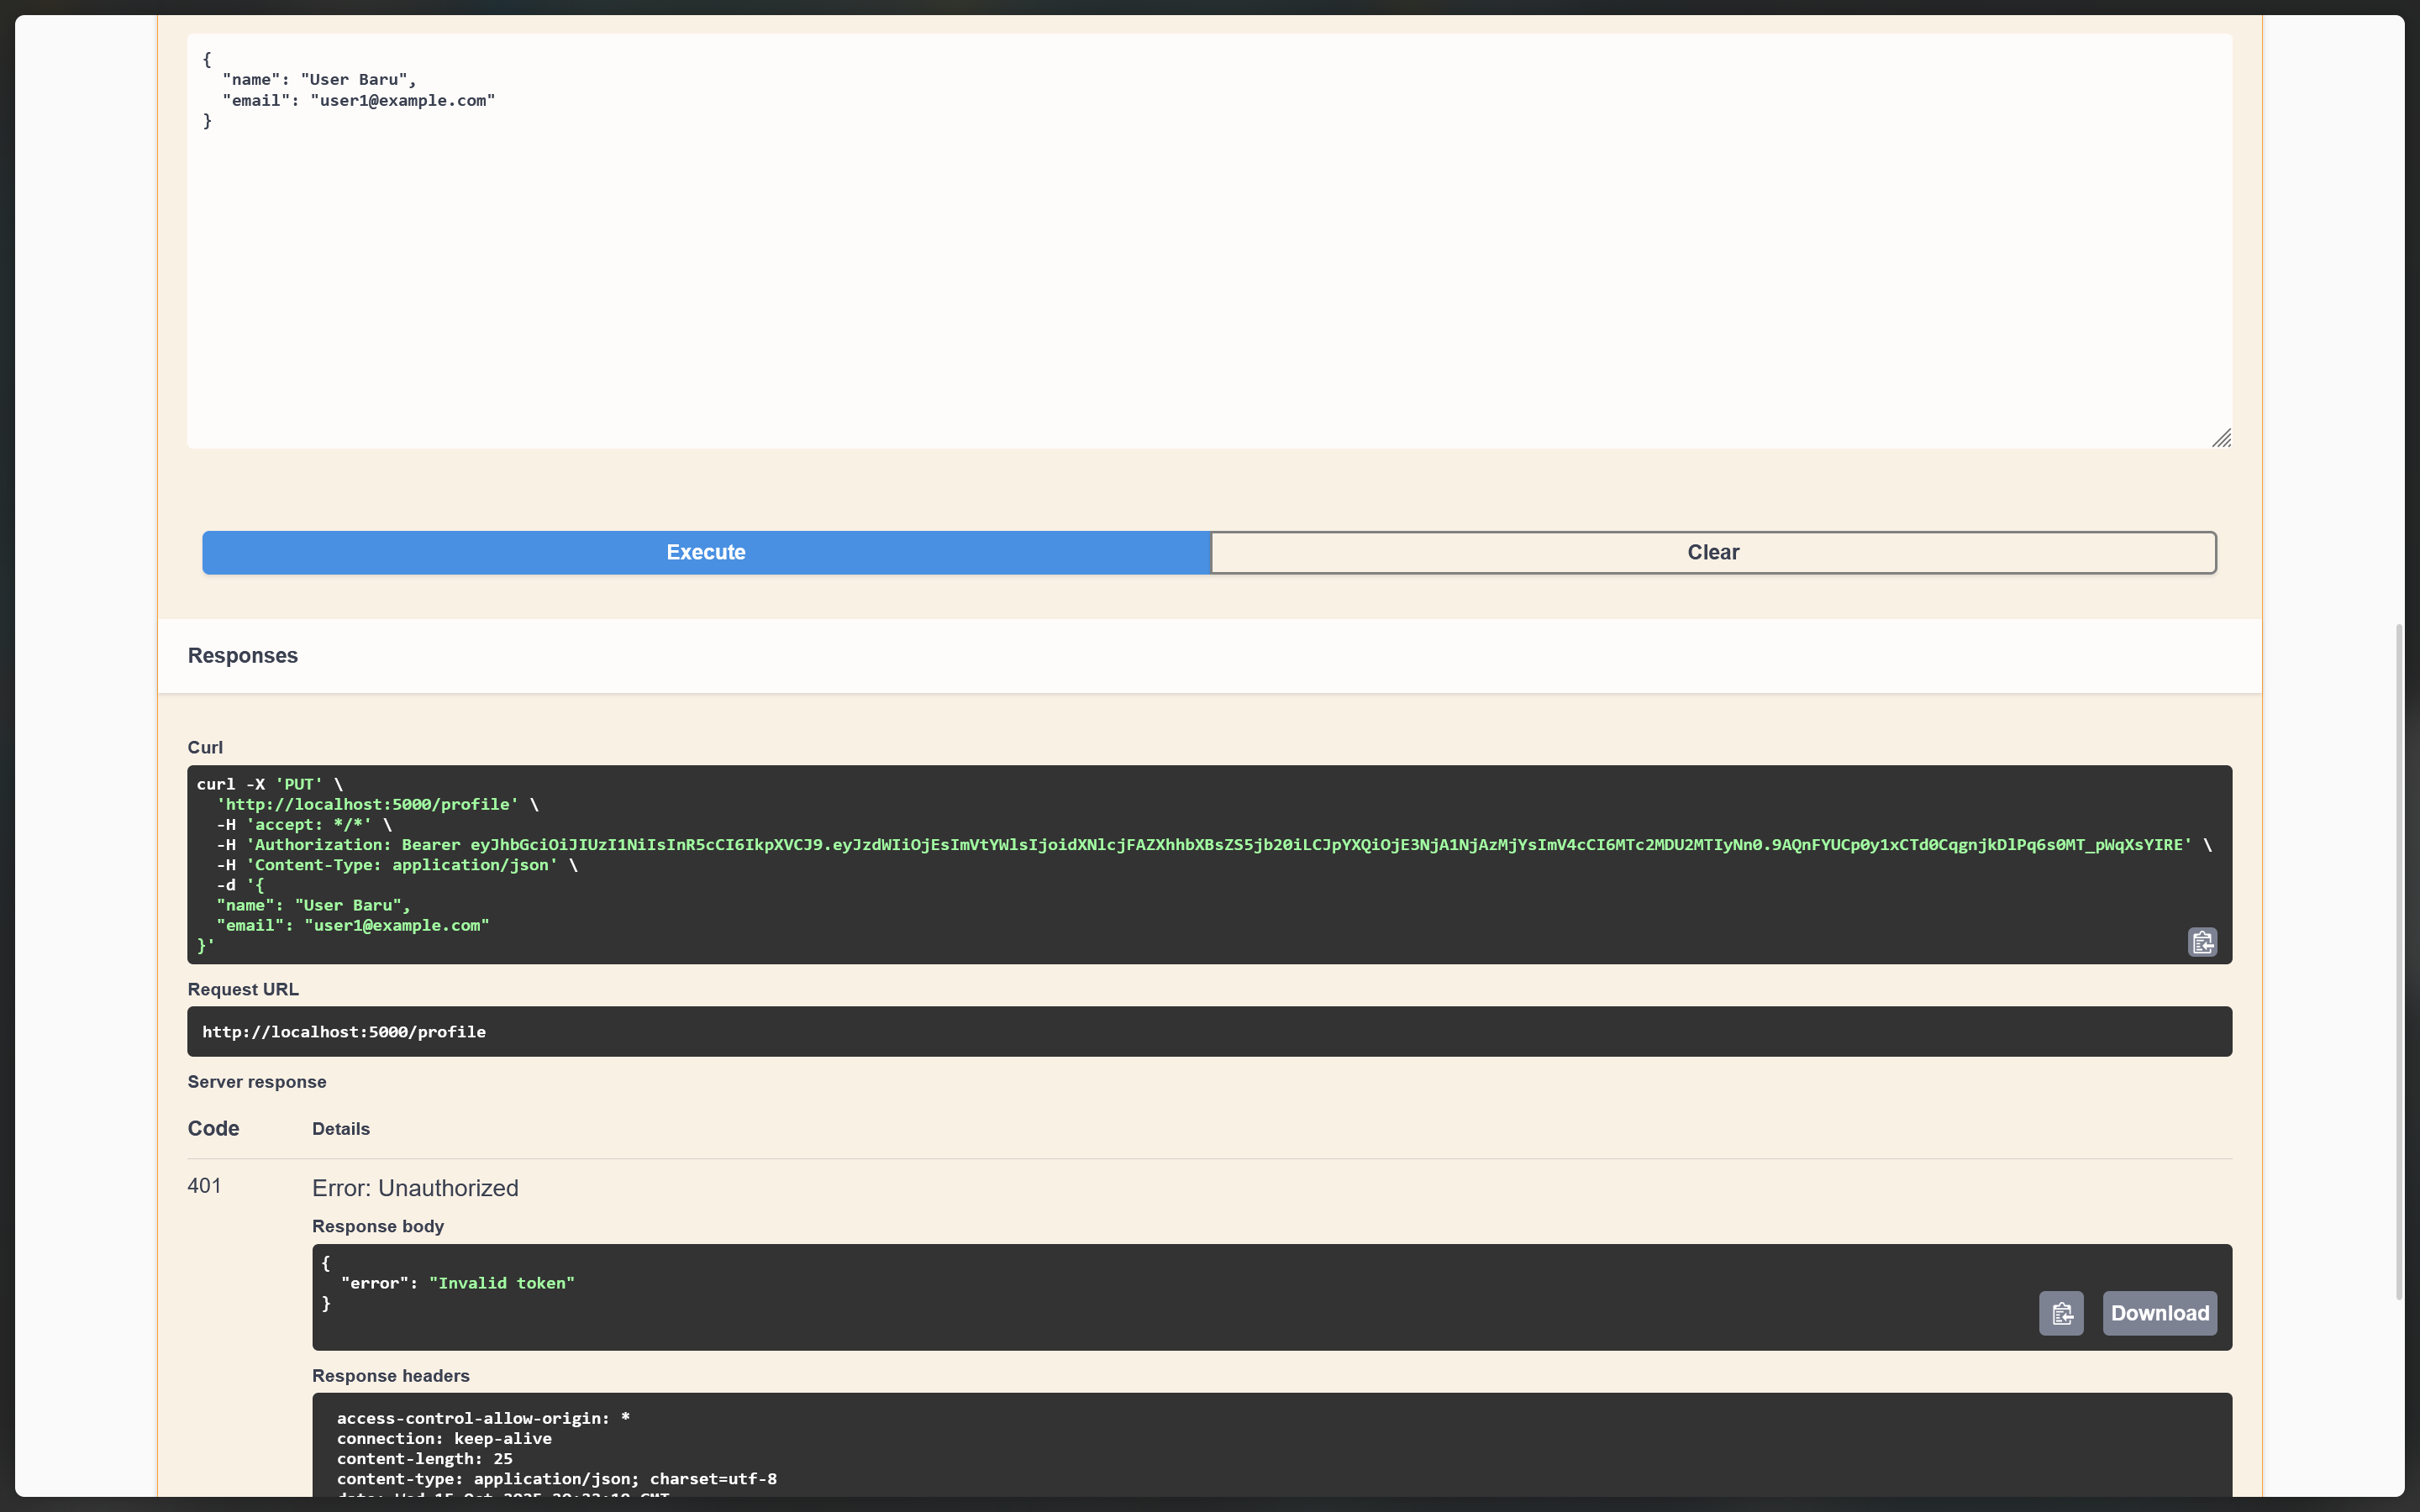 {
  "name": "User Baru",
  "email": "user1@example.com"
}
Execute
Clear
Responses
Curl
curl -X 'PUT' \
  'http://localhost:5000/profile' \
  -H 'accept: */*' \
  -H 'Authorization: Bearer eyJhbGciOiJIUzI1NiIsInR5cCI6IkpXVCJ9.eyJzdWIiOjEsImVtYWlsIjoidXNlcjFAZXhhbXBsZS5jb20iLCJpYXQiOjE3NjA1NjAzMjYsImV4cCI6MTc2MDU2MTIyNn0.9AQnFYUCp0y1xCTd0CqgnjkDlPq6s0MT_pWqXsYIRE' \
  -H 'Content-Type: application/json' \
  -d '{
  "name": "User Baru",
  "email": "user1@example.com"
}'
Request URL
http://localhost:5000/profile
Server response
Code Details
401 Error: Unauthorized
Response body
{
  "error": "Invalid token"
}
Download
Response headers
access-control-allow-origin: *
connection: keep-alive
content-length: 25
content-type: application/json; charset=utf-8